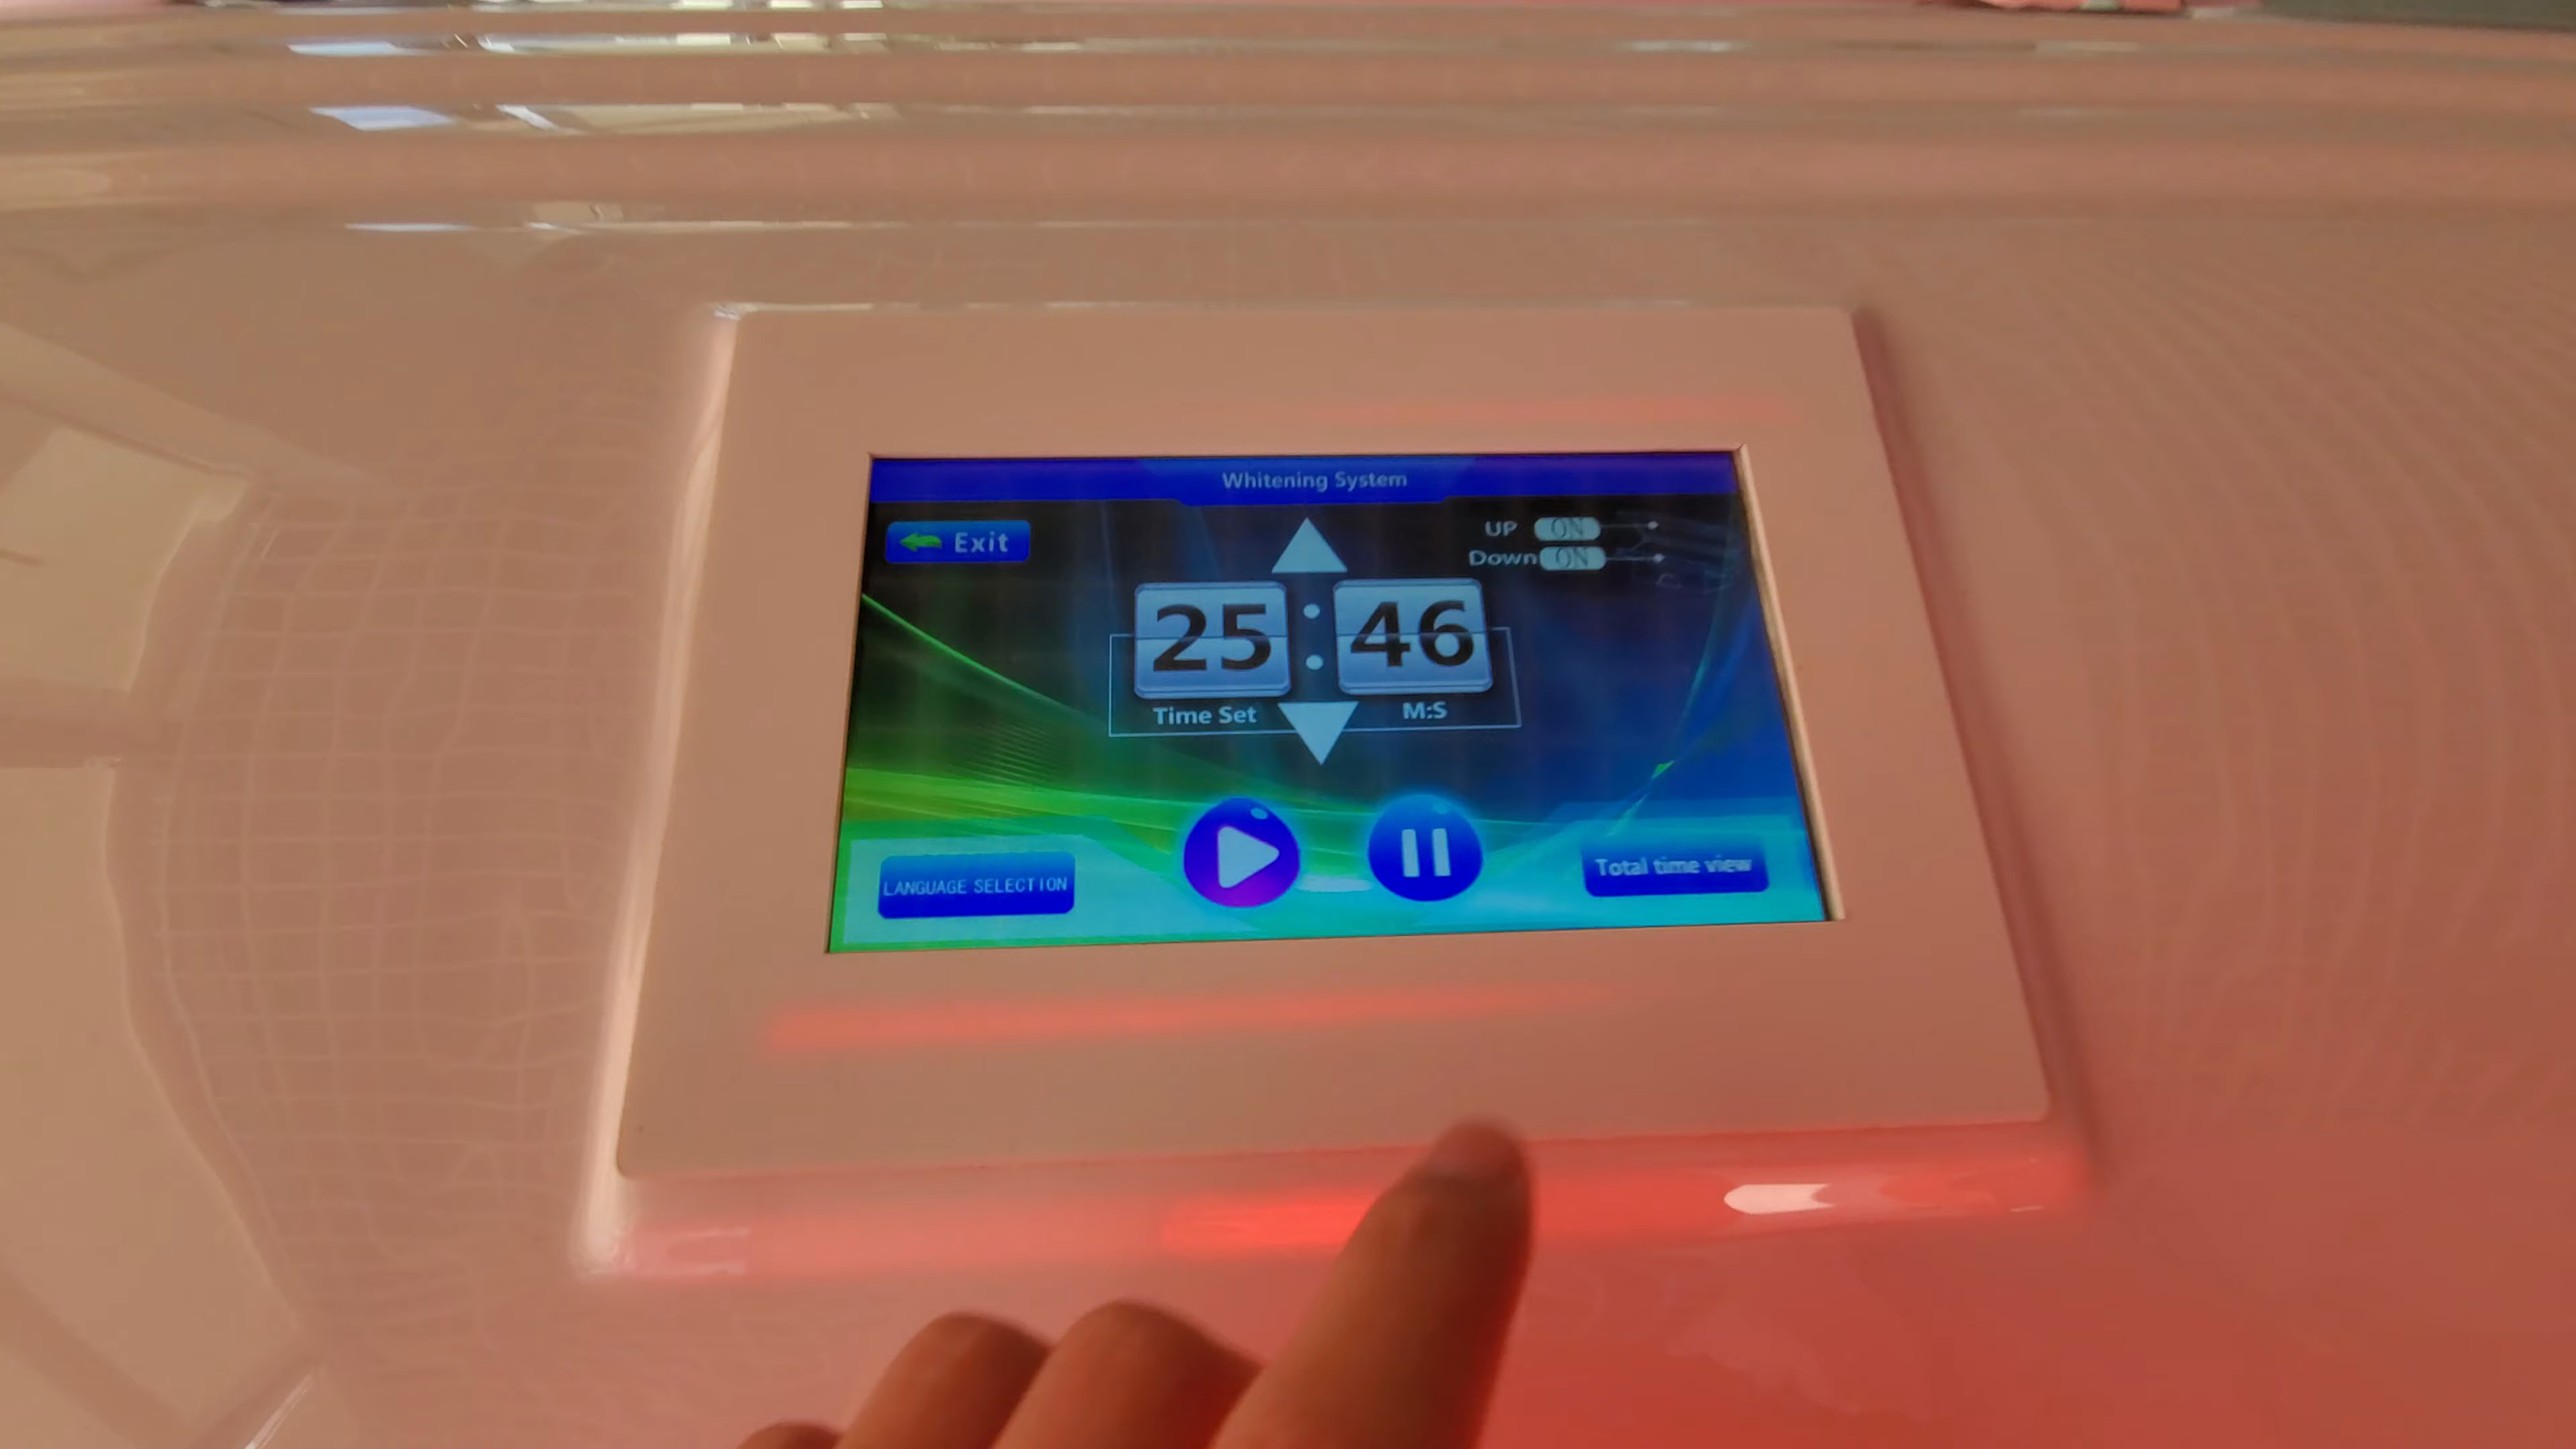 Whitening System
Exit
UP ON
Down ON
25 : 46
Time Set
M:S
LANGUAGE SELECTION
Total time view